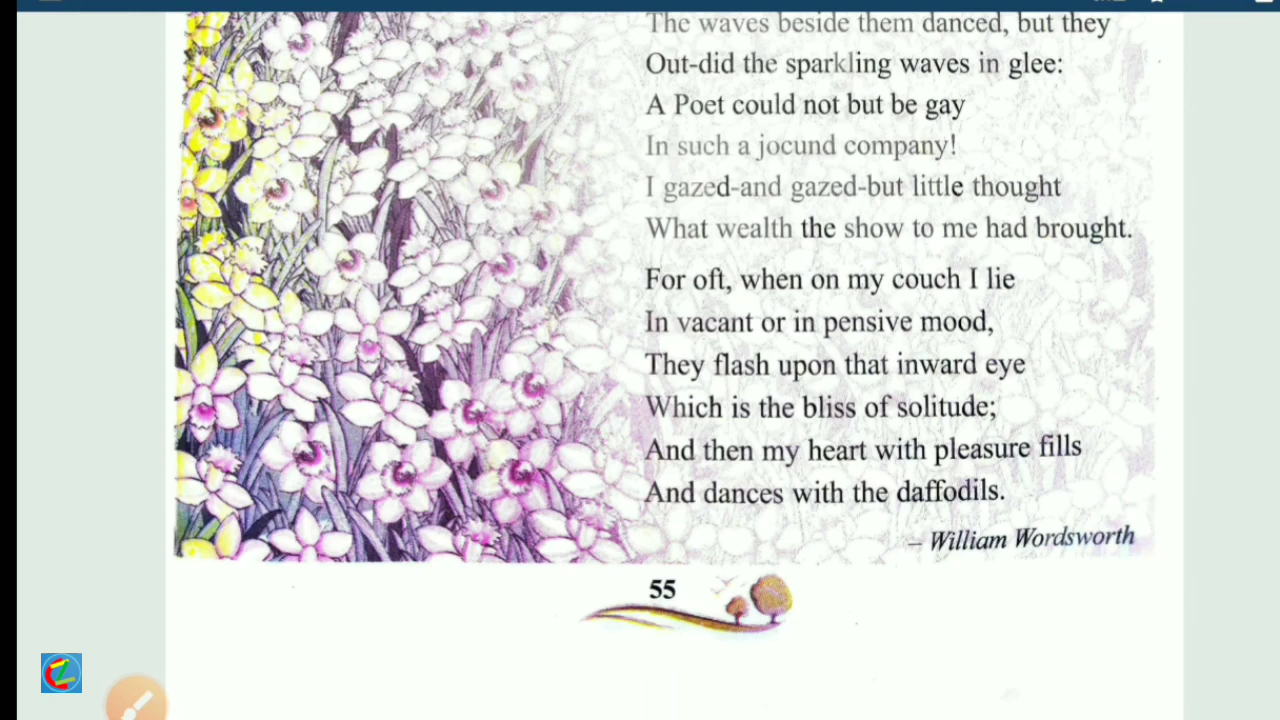 The waves beside them danced, but they
Out-did the sparkling waves in glee:
A Poet could not but be gay
In such a jocund company!
I gazed-and gazed-but little thought
What wealth the show to me had brought.
For oft, when on my couch I lie
In vacant or in pensive mood,
They flash upon that inward eye
Which is the bliss of solitude;
And then my heart with pleasure fills
And dances with the daffodils.
– William Wordsworth
55